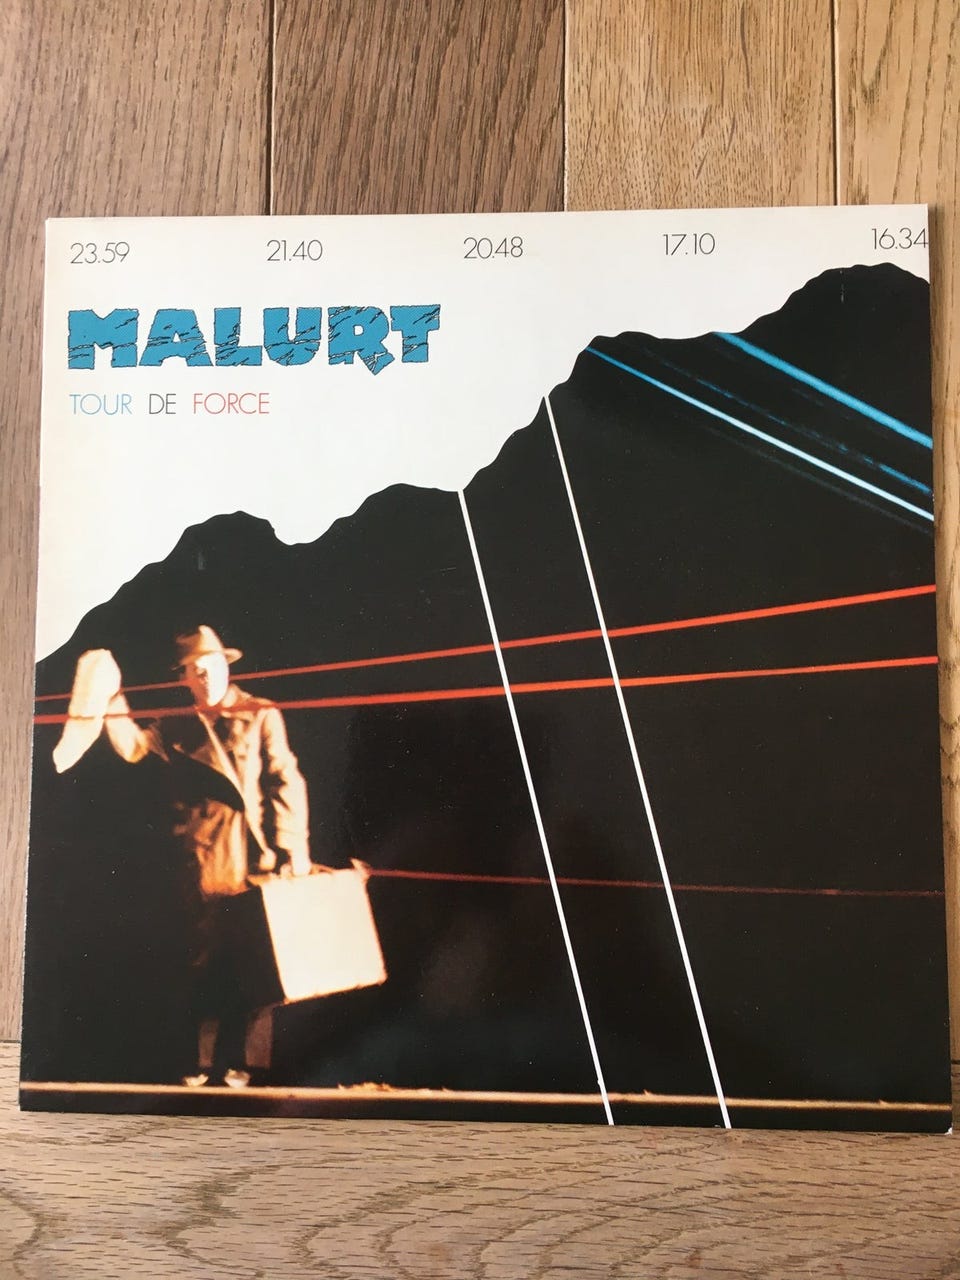 23.59 21.40 20.48 17.10 16.34
MALURT
TOUR DE FORCE